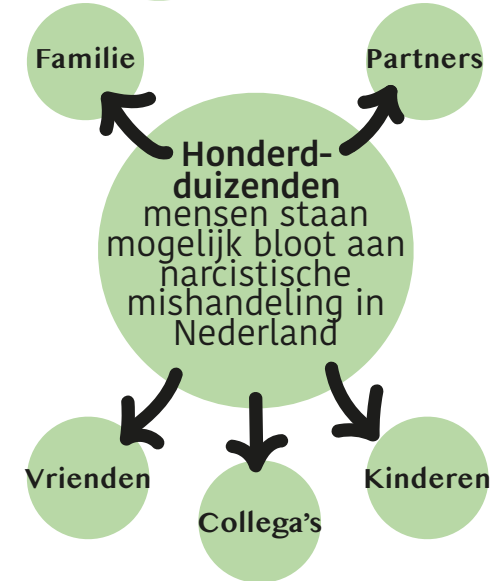 Familie
Partners
Honderd-
duizenden
mensen staan
mogelijk bloot aan
narcistische
mishandeling in
Nederland
Vrienden
Kinderen
Collega's